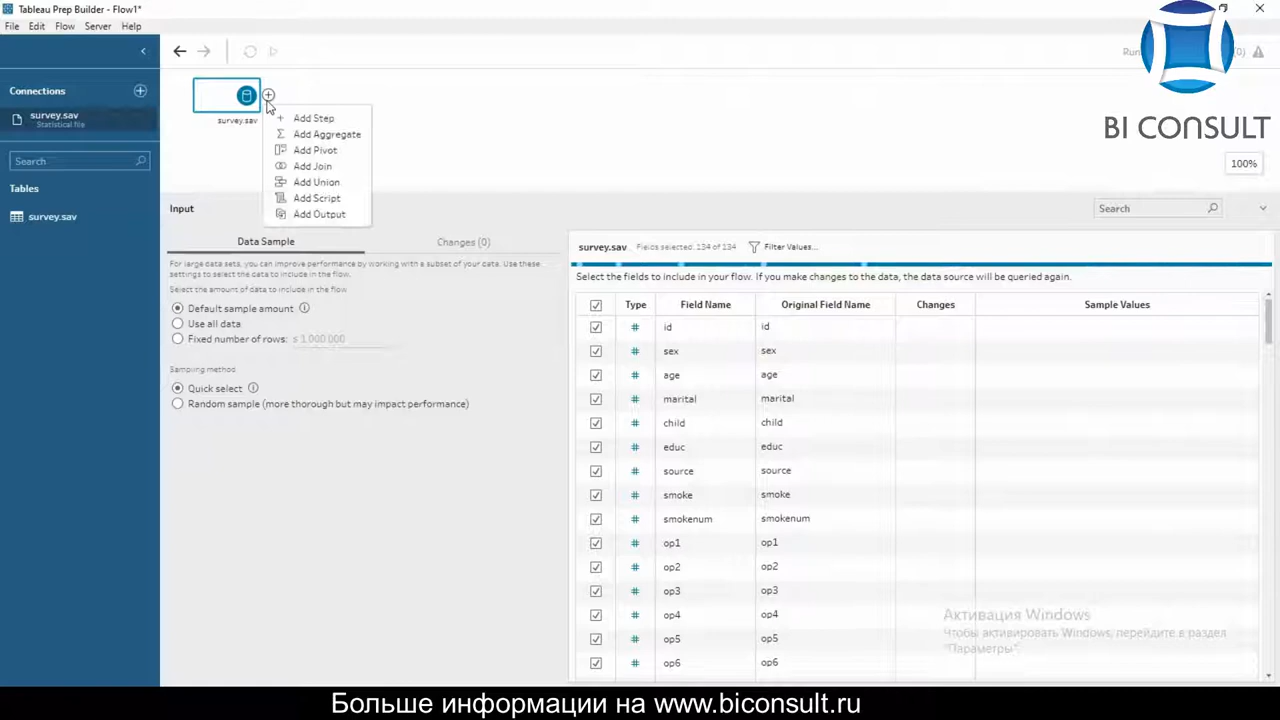 Tableau Prep Builder - Flow1*
File Edit Flow Server Help
Connections
survey.sav
Statistical file
Search
Tables
survey.sav
survey.sav
Add Step
Add Aggregate
Add Pivot
Add Join
Add Union
Add Script
Add Output
Run
(0)
BI CONSULT
100%
Input
Search
Data Sample Changes (0)
For large data sets, you can improve performance by working with a subset of your data. Use these
settings to select the data to include in the flow.
Select the amount of data to include in the flow
Default sample amount
Use all data
Fixed number of rows: ≤ 1 000 000
Sampling method
Quick select
Random sample (more thorough but may impact performance)
survey.sav Fields selected: 134 of 134 Filter Values...
Select the fields to include in your flow. If you make changes to the data, the data source will be queried again.
Type Field Name Original Field Name Changes Sample Values
# id id
# sex sex
# age age
# marital marital
# child child
# educ educ
# source source
# smoke smoke
# smokenum smokenum
# op1 op1
# op2 op2
# op3 op3
# op4 op4
# op5 op5
# op6 op6
Активация Windows
Чтобы активировать Windows, перейдите в раздел
"Параметры".
Больше информации на www.biconsult.ru